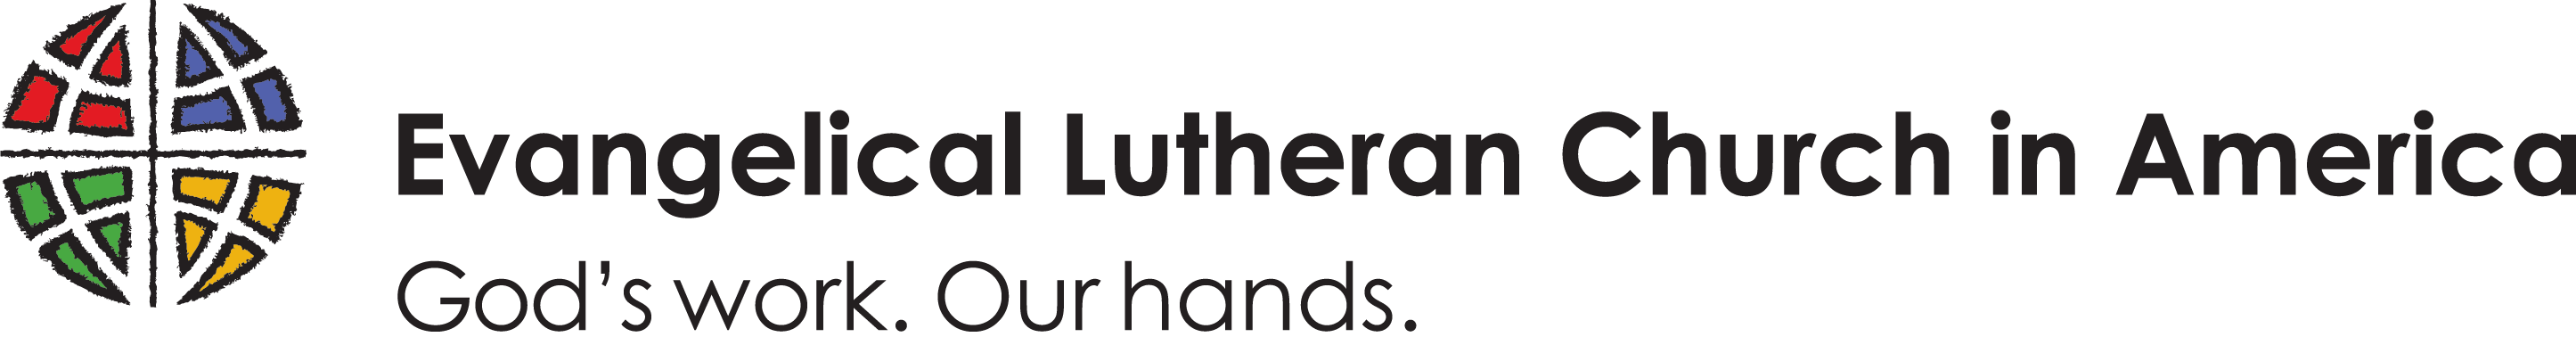 Evangelical Lutheran Church in America
God’s work. Our hands.